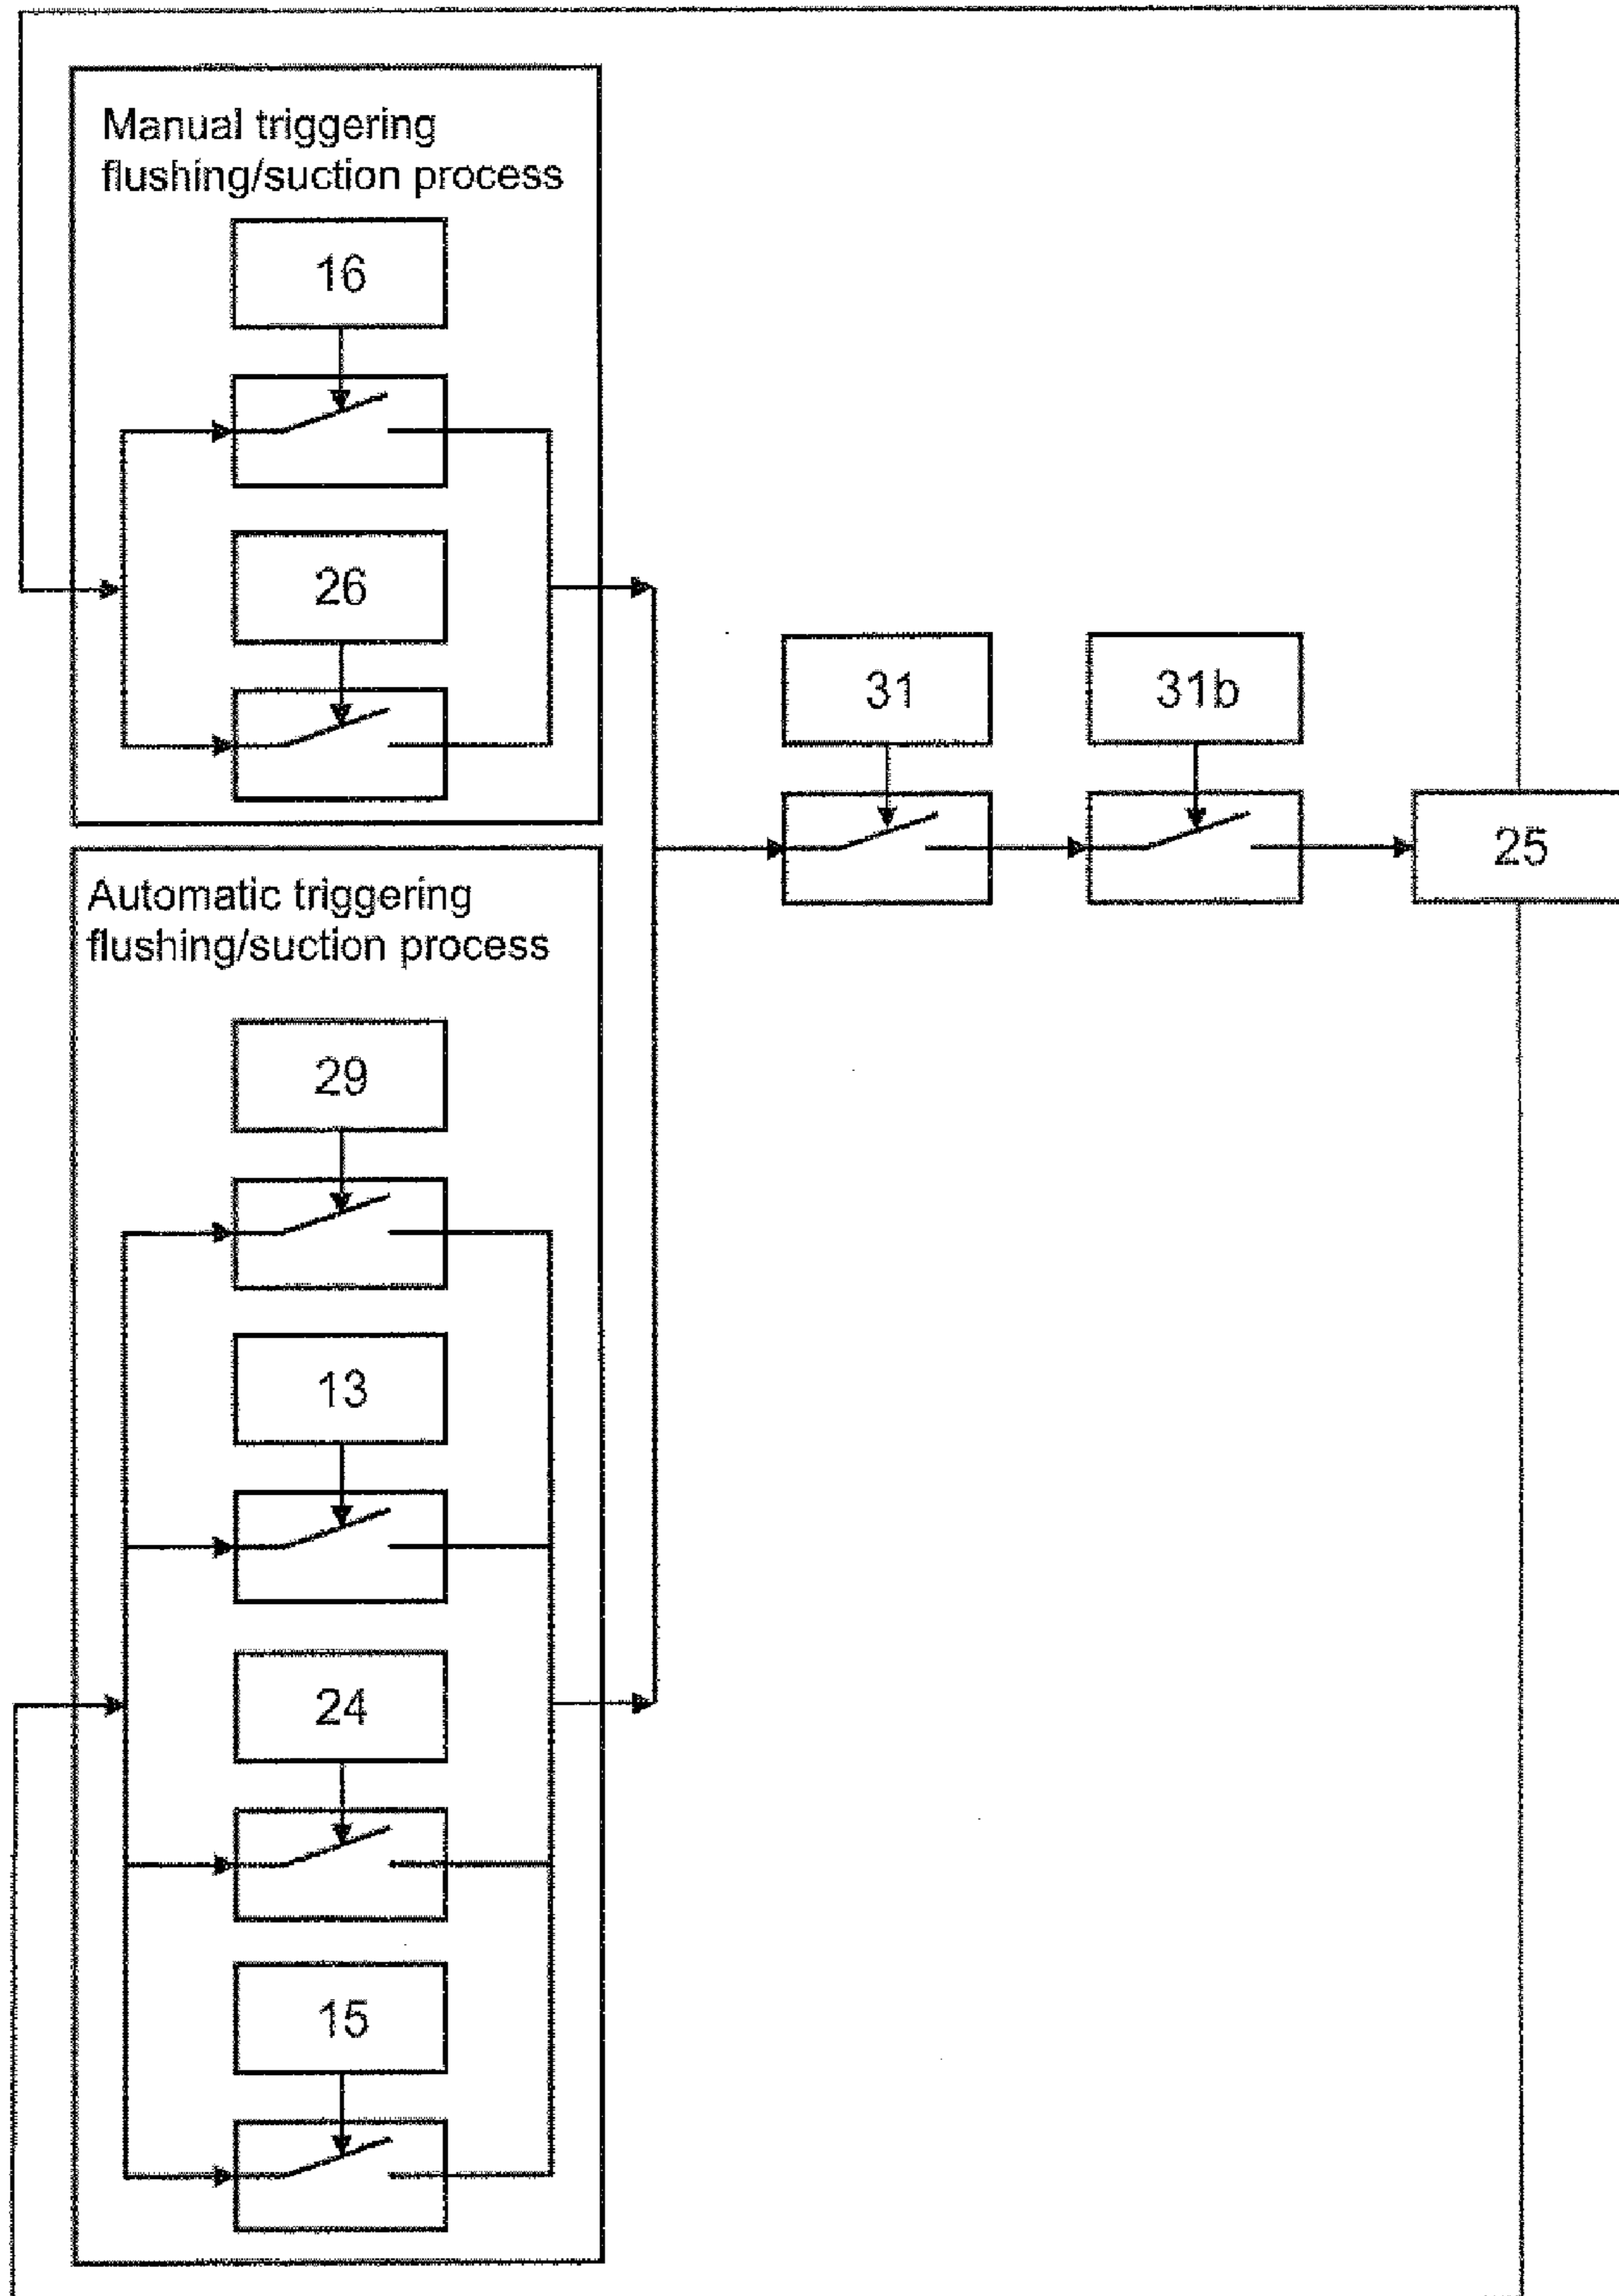 Manual triggering
flushing/suction process
16
26
31
31b
25
Automatic triggering
flushing/suction process
29
13
24
15